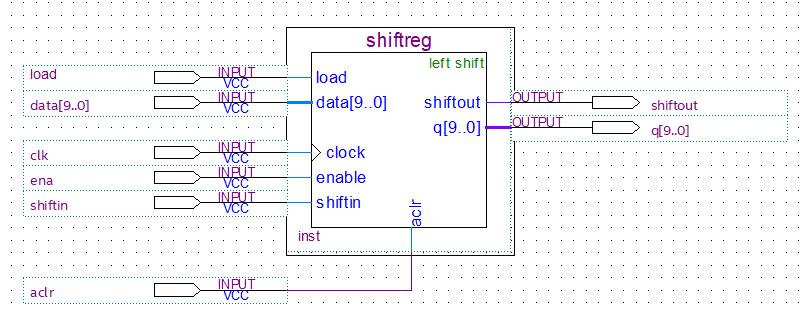 shiftreg
left shift
load INPUT VCC load
data[9..0] INPUT VCC data[9..0] shiftout OUTPUT shiftout
q[9..0] OUTPUT q[9..0]
clk INPUT VCC clock
ena INPUT VCC enable
shiftin INPUT VCC shiftin
aclr
inst
aclr INPUT VCC